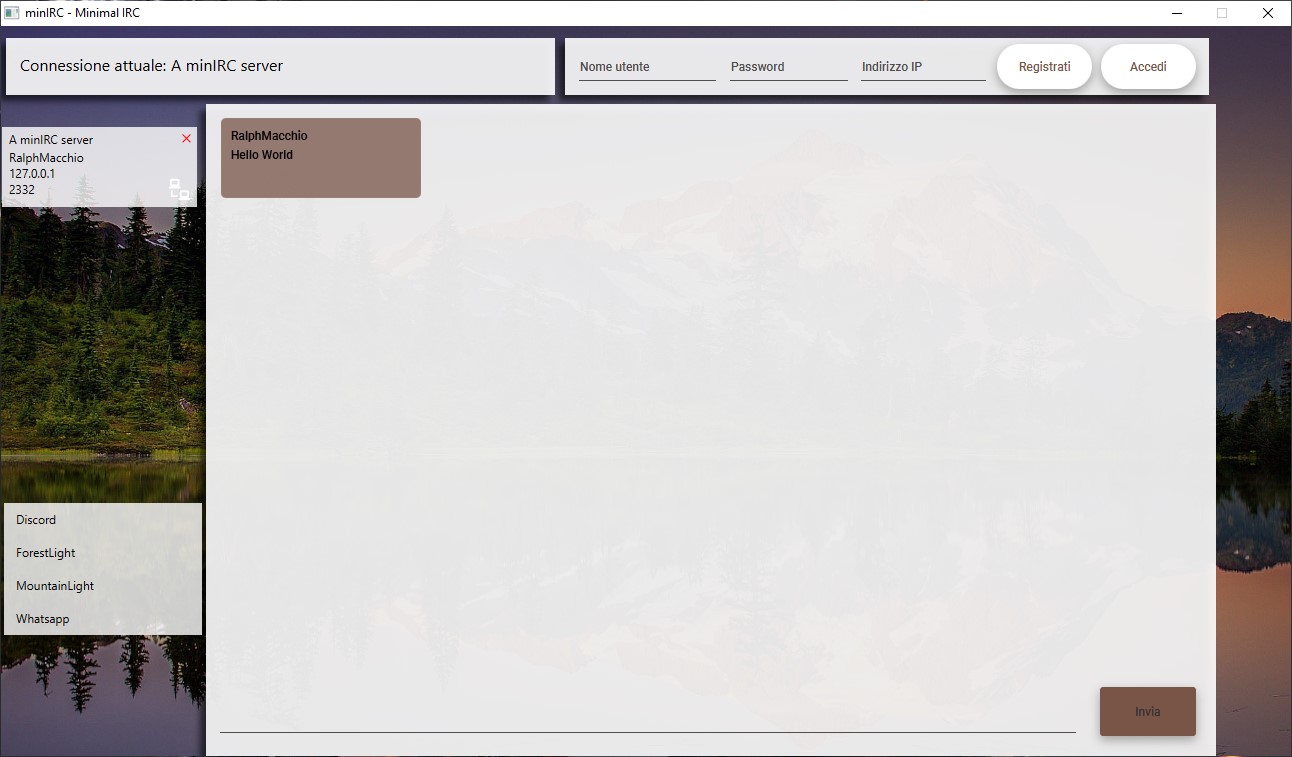 minIRC - Minimal IRC
Connessione attuale: A minIRC server
Nome utente
Password
Indirizzo IP
Registrati
Accedi
A minIRC server
RalphMacchio
127.0.0.1
2332
RalphMacchio
Hello World
Discord
ForestLight
MountainLight
Whatsapp
Invia